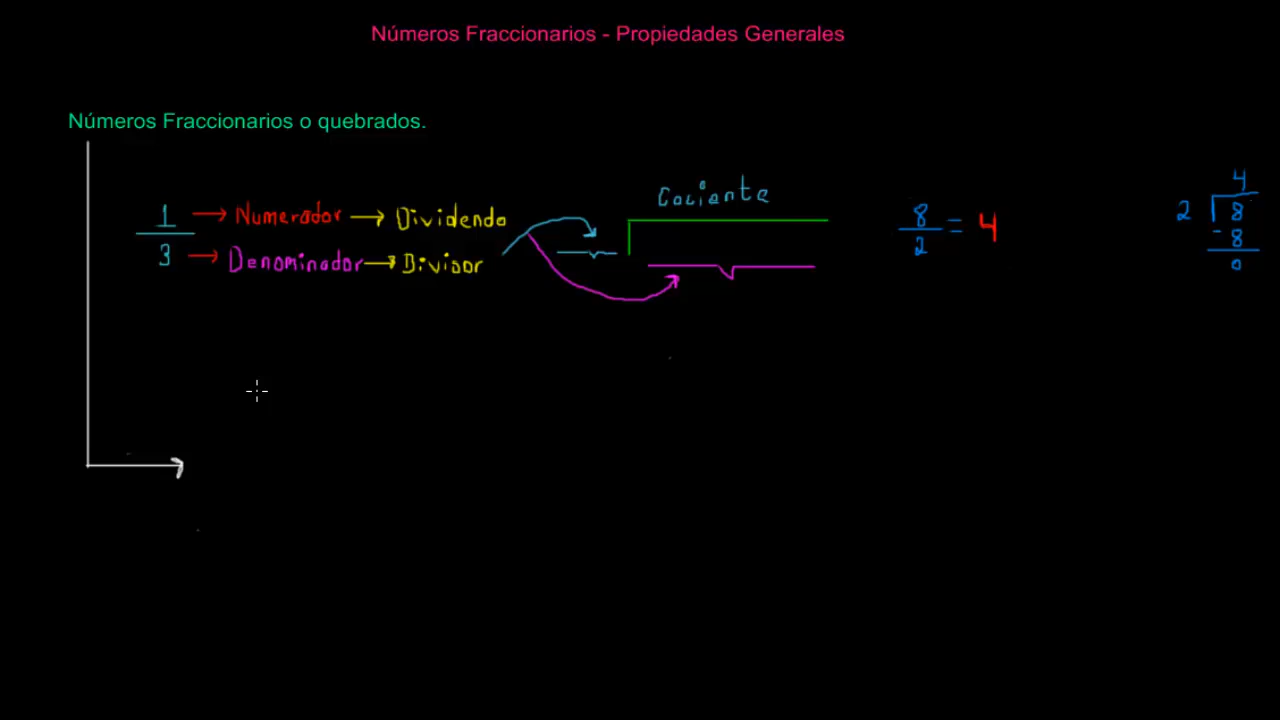 Números Fraccionarios - Propiedades Generales
Números Fraccionarios o quebrados.
Cociente
1 → Numerador → Dividendo
3 → Denominador → Divisor
8
2
= 4
4
2 8
- 8
0